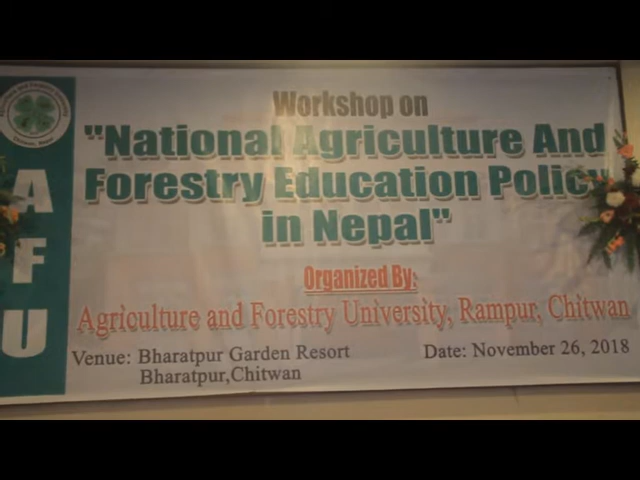 Workshop on
"National Agriculture And
Forestry Education Policy
in Nepal"
Organized By:
Agriculture and Forestry University, Rampur, Chitwan
Venue: Bharatpur Garden Resort
Bharatpur,Chitwan
Date: November 26, 2018
AFU